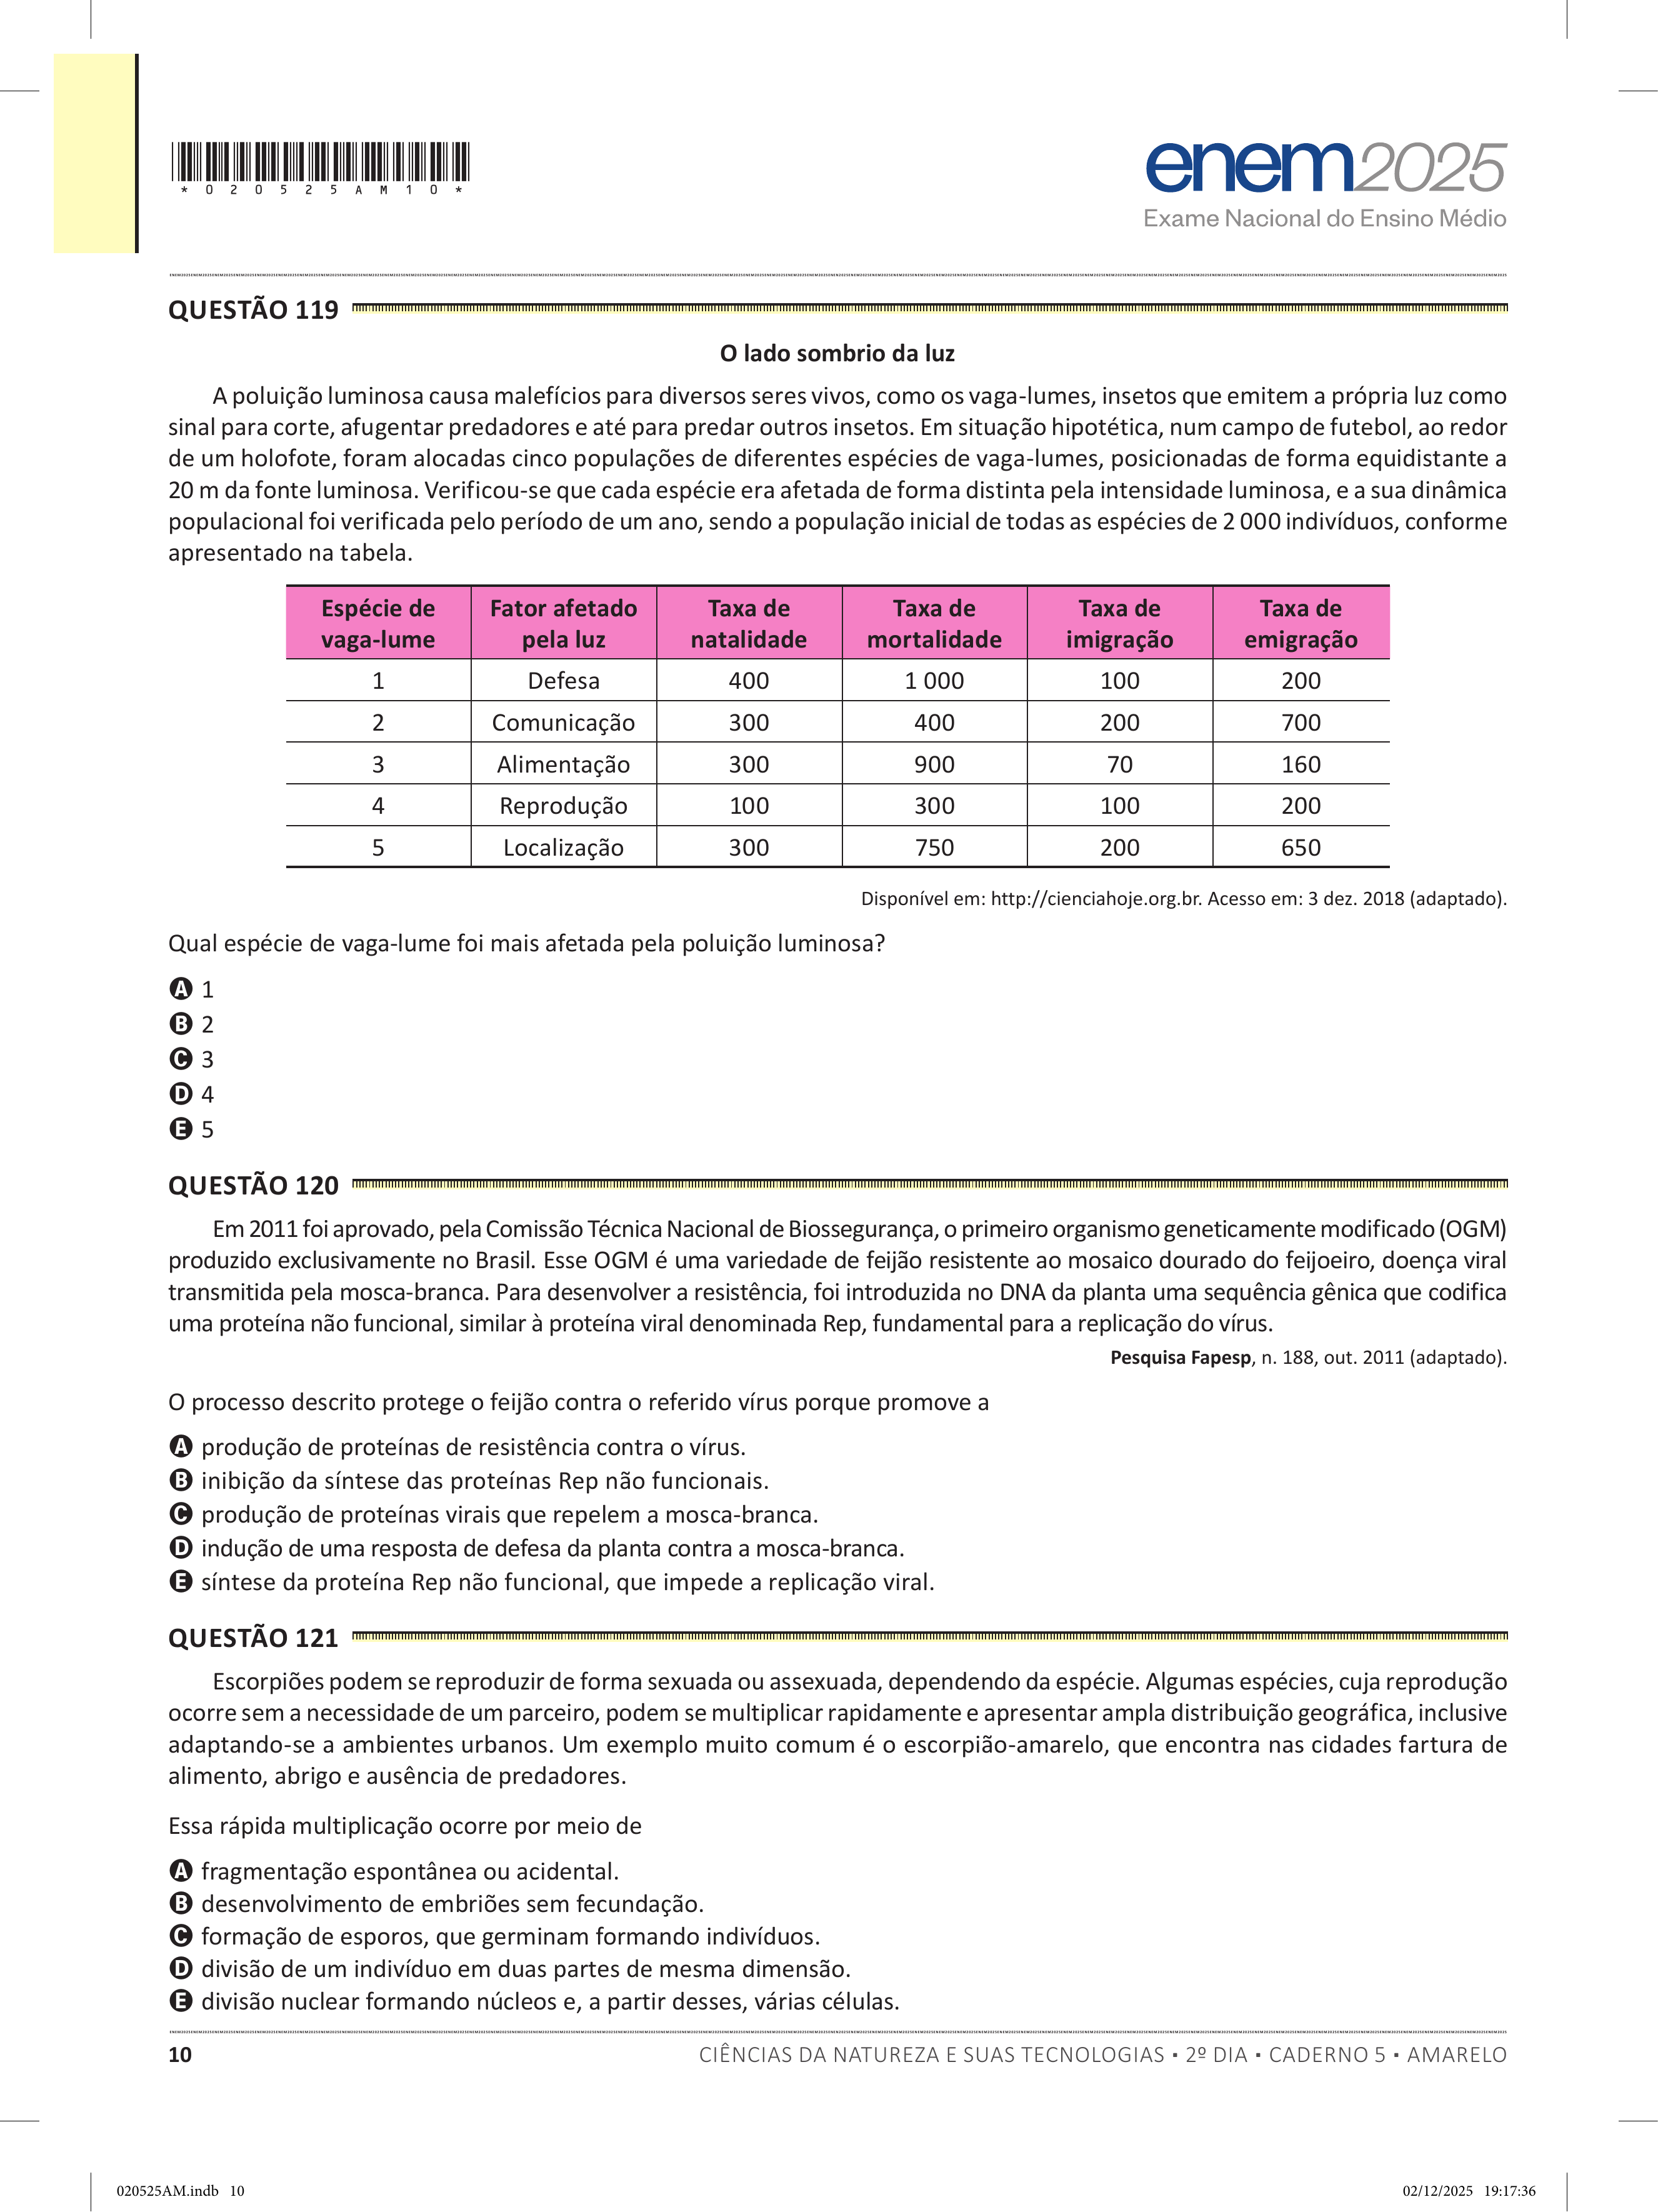 *020525AM10*
enem2025
Exame Nacional do Ensino Médio
QUESTÃO 119
O lado sombrio da luz
A poluição luminosa causa malefícios para diversos seres vivos, como os vaga-lumes, insetos que emitem a própria luz como
sinal para corte, afugentar predadores e até para predar outros insetos. Em situação hipotética, num campo de futebol, ao redor
de um holofote, foram alocadas cinco populações de diferentes espécies de vaga-lumes, posicionadas de forma equidistante a
20 m da fonte luminosa. Verificou-se que cada espécie era afetada de forma distinta pela intensidade luminosa, e a sua dinâmica
populacional foi verificada pelo período de um ano, sendo a população inicial de todas as espécies de 2 000 indivíduos, conforme
apresentado na tabela.
Espécie de vaga-lume Fator afetado pela luz Taxa de natalidade Taxa de mortalidade Taxa de imigração Taxa de emigração
1 Defesa 400 1 000 100 200
2 Comunicação 300 400 200 700
3 Alimentação 300 900 70 160
4 Reprodução 100 300 100 200
5 Localização 300 750 200 650
Disponível em: http://cienciahoje.org.br. Acesso em: 3 dez. 2018 (adaptado).
Qual espécie de vaga-lume foi mais afetada pela poluição luminosa?
A 1
B 2
C 3
D 4
E 5
QUESTÃO 120
Em 2011 foi aprovado, pela Comissão Técnica Nacional de Biossegurança, o primeiro organismo geneticamente modificado (OGM)
produzido exclusivamente no Brasil. Esse OGM é uma variedade de feijão resistente ao mosaico dourado do feijoeiro, doença viral
transmitida pela mosca-branca. Para desenvolver a resistência, foi introduzida no DNA da planta uma sequência gênica que codifica
uma proteína não funcional, similar à proteína viral denominada Rep, fundamental para a replicação do vírus.
Pesquisa Fapesp, n. 188, out. 2011 (adaptado).
O processo descrito protege o feijão contra o referido vírus porque promove a
A produção de proteínas de resistência contra o vírus.
B inibição da síntese das proteínas Rep não funcionais.
C produção de proteínas virais que repelem a mosca-branca.
D indução de uma resposta de defesa da planta contra a mosca-branca.
E síntese da proteína Rep não funcional, que impede a replicação viral.
QUESTÃO 121
Escorpiões podem se reproduzir de forma sexuada ou assexuada, dependendo da espécie. Algumas espécies, cuja reprodução
ocorre sem a necessidade de um parceiro, podem se multiplicar rapidamente e apresentar ampla distribuição geográfica, inclusive
adaptando-se a ambientes urbanos. Um exemplo muito comum é o escorpião-amarelo, que encontra nas cidades fartura de
alimento, abrigo e ausência de predadores.
Essa rápida multiplicação ocorre por meio de
A fragmentação espontânea ou acidental.
B desenvolvimento de embriões sem fecundação.
C formação de esporos, que germinam formando indivíduos.
D divisão de um indivíduo em duas partes de mesma dimensão.
E divisão nuclear formando núcleos e, a partir desses, várias células.
10
CIÊNCIAS DA NATUREZA E SUAS TECNOLOGIAS ▪ 2º DIA ▪ CADERNO 5 ▪ AMARELO
020525AM.indb 10
02/12/2025 19:17:36